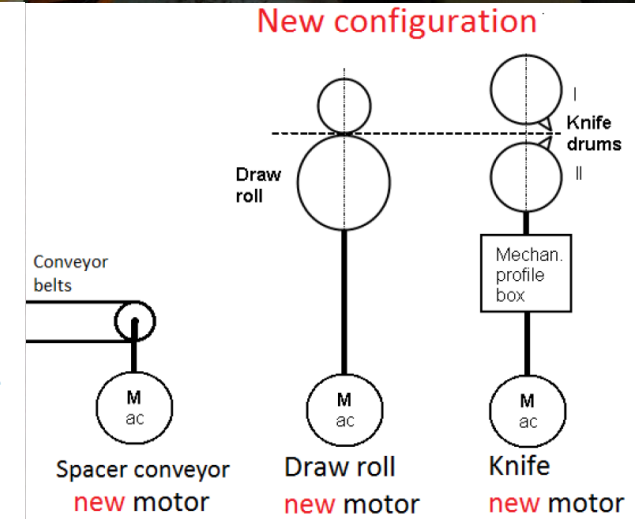 New configuration
I
Knife
drums
II
Draw
roll
Mechan.
profile
box
Conveyor
belts
M
ac
M
ac
M
ac
Spacer conveyor
new motor
Draw roll
new motor
Knife
new motor